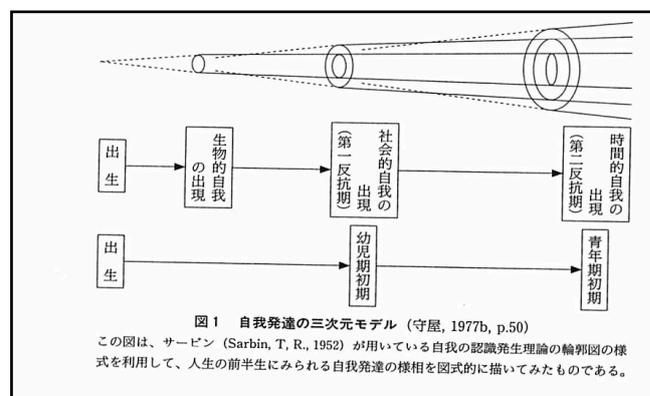 出生
生物的自我
の出現
社会的自我の
出現
(第一反抗期)
時間的自我の
出現
(第二反抗期)
出生
幼児期初期
青年期初期
図1 自我発達の三次元モデル (守屋, 1977b, p.50)
この図は、サービン (Sarbin, T, R., 1952) が用いている自我の認識発生理論の輪郭図の様
式を利用して、人生の前半生にみられる自我発達の様相を図式的に描いてみたものである。